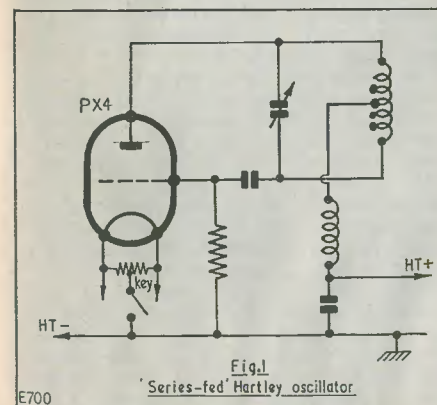 PX4
key
HT+
HT-
Fig.1
'Series-fed' Hartley oscillator
E700